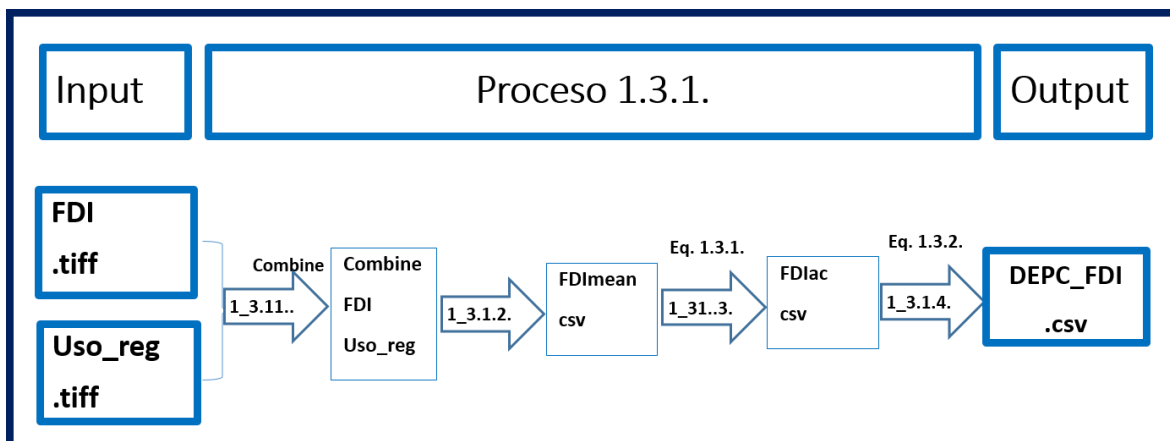 Input
Proceso 1.3.1.
Output
FDI
.tiff
Uso_reg
.tiff
Combine
1_3.11..
Combine
FDI
Uso_reg
1_3.1.2.
FDImean
csv
Eq. 1.3.1.
1_31..3.
FDIac
csv
Eq. 1.3.2.
1_3.1.4.
DEPC_FDI
.csv